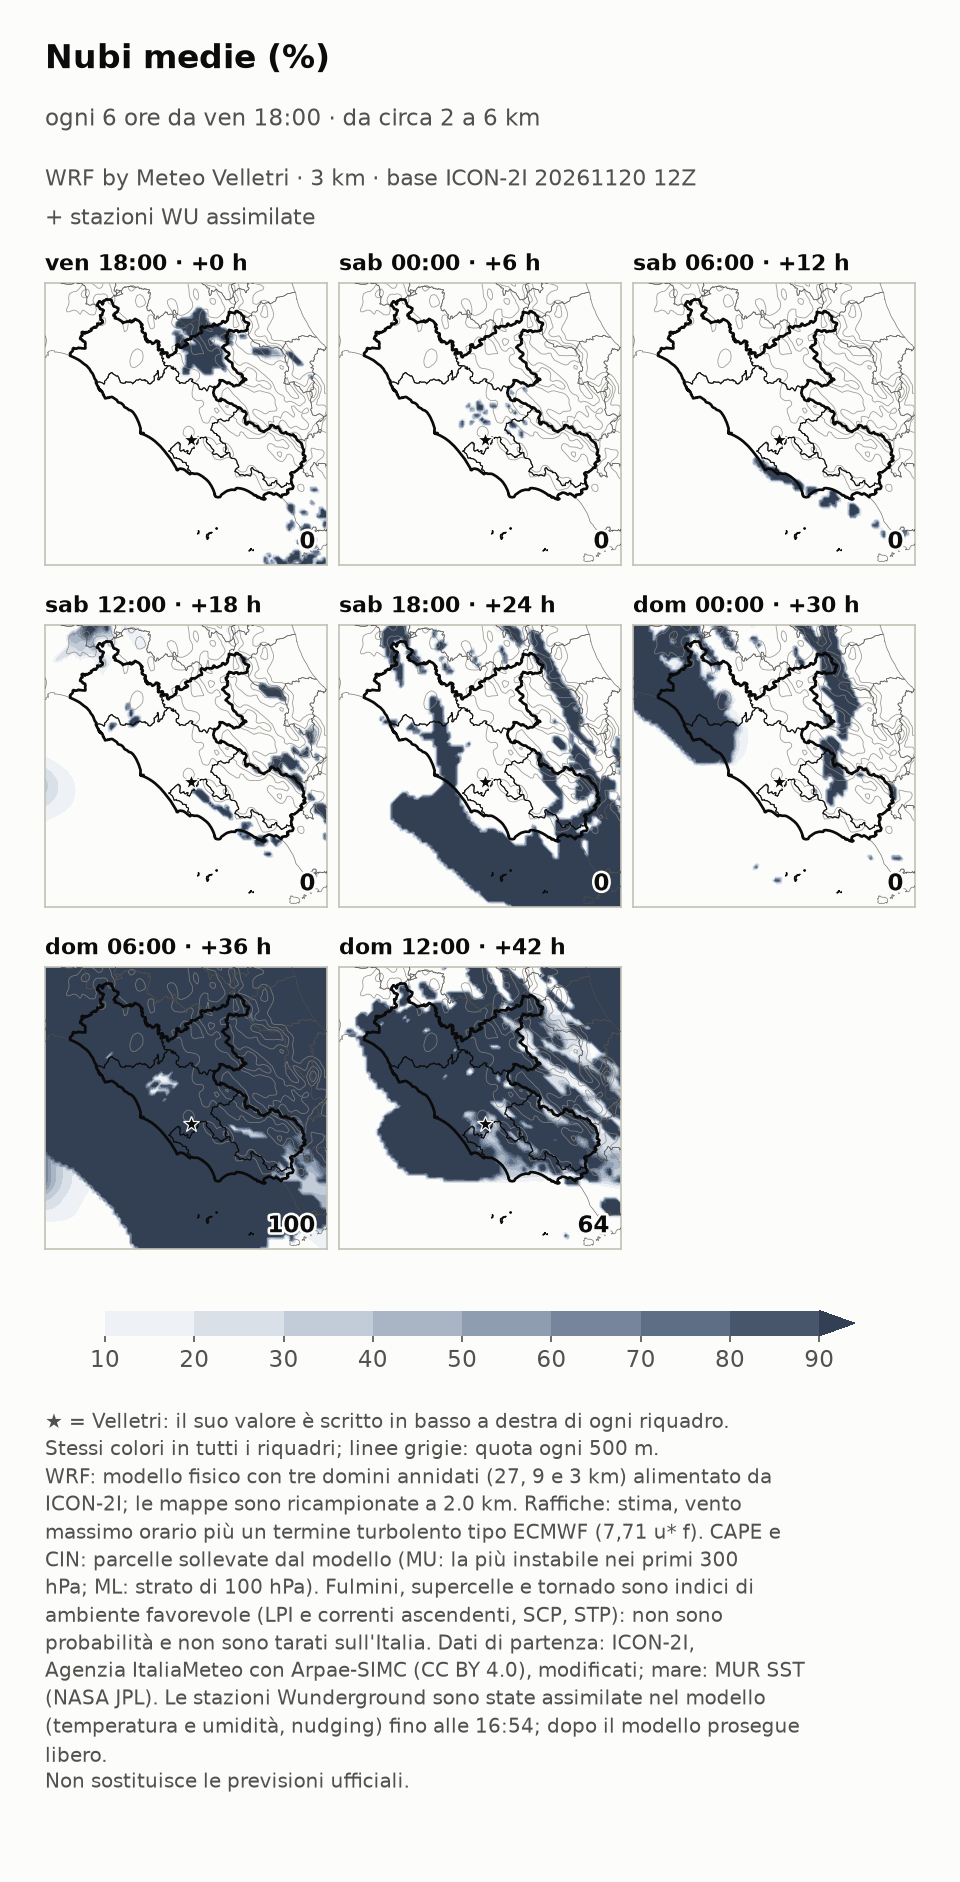 Nubi medie (%)
ogni 6 ore da ven 18:00 · da circa 2 a 6 km
WRF by Meteo Velletri · 3 km · base ICON-2I 20261120 12Z
+ stazioni WU assimilate
ven 18:00 · +0 h
sab 00:00 · +6 h
sab 06:00 · +12 h
0
0
0
sab 12:00 · +18 h
sab 18:00 · +24 h
dom 00:00 · +30 h
0
0
0
dom 06:00 · +36 h
dom 12:00 · +42 h
100
64
10 20 30 40 50 60 70 80 90
★ = Velletri: il suo valore è scritto in basso a destra di ogni riquadro.
Stessi colori in tutti i riquadri; linee grigie: quota ogni 500 m.
WRF: modello fisico con tre domini annidati (27, 9 e 3 km) alimentato da
ICON-2I; le mappe sono ricampionate a 2.0 km. Raffiche: stima, vento
massimo orario più un termine turbolento tipo ECMWF (7,71 u* f). CAPE e
CIN: parcelle sollevate dal modello (MU: la più instabile nei primi 300
hPa; ML: strato di 100 hPa). Fulmini, supercelle e tornado sono indici di
ambiente favorevole (LPI e correnti ascendenti, SCP, STP): non sono
probabilità e non sono tarati sull'Italia. Dati di partenza: ICON-2I,
Agenzia ItaliaMeteo con Arpae-SIMC (CC BY 4.0), modificati; mare: MUR SST
(NASA JPL). Le stazioni Wunderground sono state assimilate nel modello
(temperatura e umidità, nudging) fino alle 16:54; dopo il modello prosegue
libero.
Non sostituisce le previsioni ufficiali.